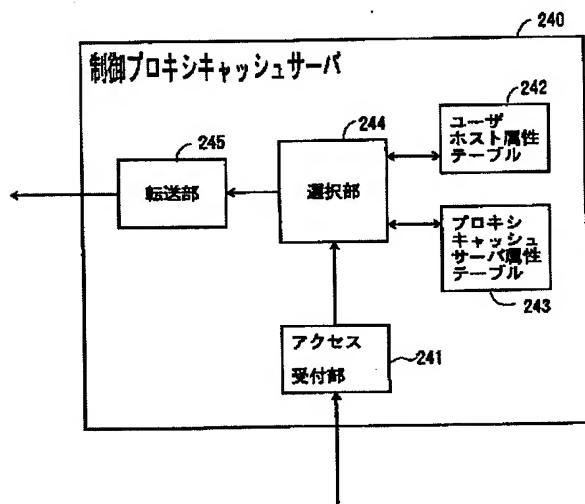 240
制御プロキシキャッシュサーバ
242
ユーザ
ホスト属性
テーブル
244
選択部
245
転送部
プロキシ
キャッシュ
サーバ属性
テーブル
243
アクセス
受付部
241